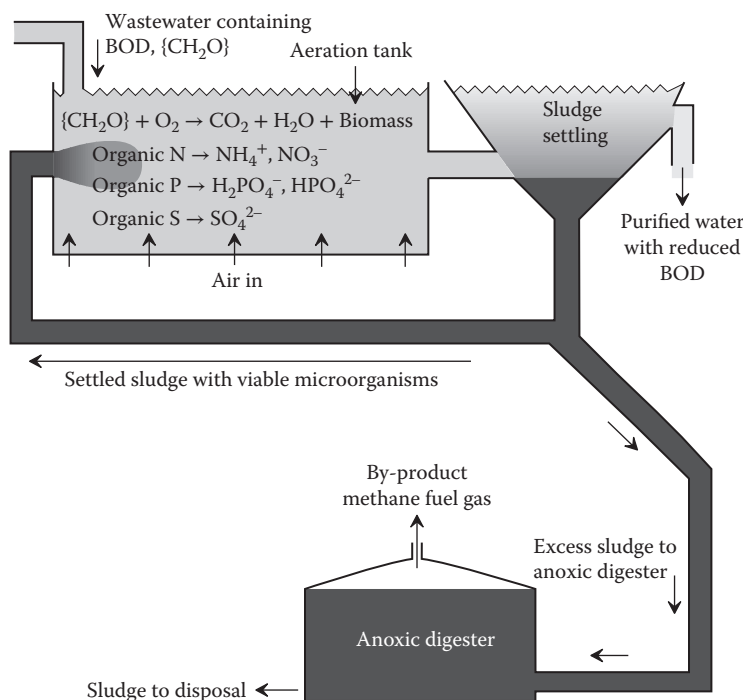 Wastewater containing
BOD, {CH₂O}
Aeration tank
{CH₂O} + O₂ → CO₂ + H₂O + Biomass
Organic N → NH₄⁺, NO₃⁻
Organic P → H₂PO₄⁻, HPO₄²⁻
Organic S → SO₄²⁻
Air in
Sludge
settling
Purified water
with reduced
BOD
Settled sludge with viable microorganisms
By-product
methane fuel gas
Excess sludge to
anoxic digester
Anoxic digester
Sludge to disposal